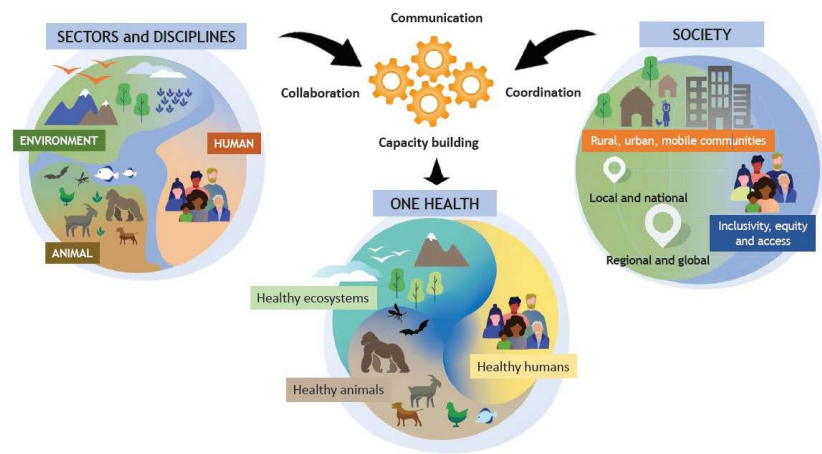 Communication
SECTORS and DISCIPLINES
SOCIETY
Collaboration
Coordination
ENVIRONMENT
HUMAN
Rural, urban, mobile communities
Capacity building
Local and national
ONE HEALTH
Inclusivity, equity
and access
ANIMAL
Regional and global
Healthy ecosystems
Healthy humans
Healthy animals